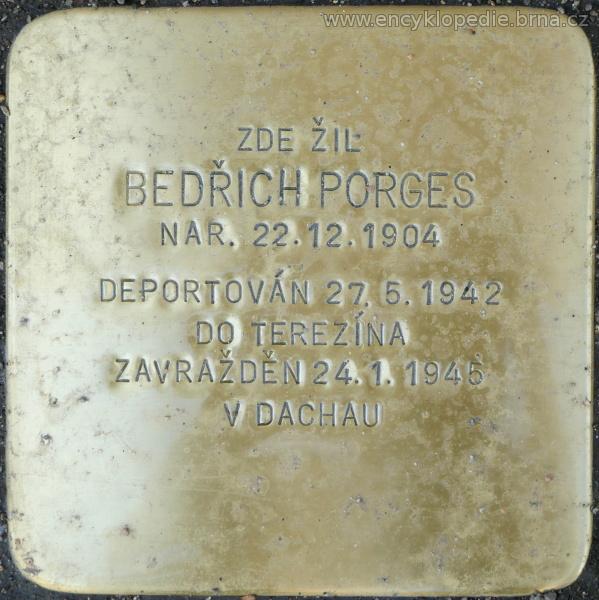 www.encyklopedie.brna.cz
ZDE ŽIL
BEDŘICH PORGES
NAR. 22.12.1904
DEPORTOVÁN 27.5.1942
DO TEREZÍNA
ZAVRAŽDĚN 24.1.1945
V DACHAU